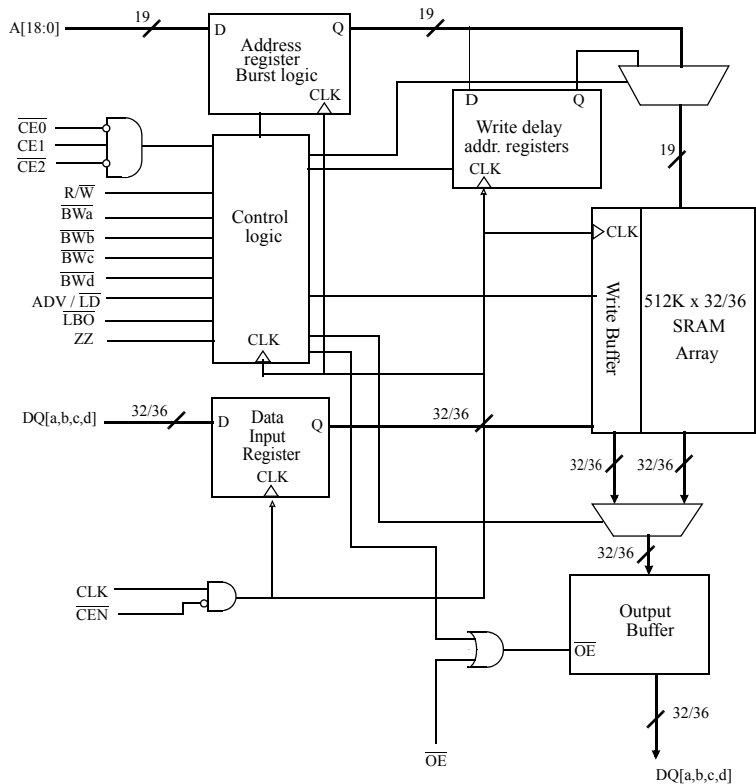 A[18:0]
19
D
Q
Address
register
Burst logic
CLK
19
D
Q
Write delay
addr. registers
CLK
19
CE0
CE1
CE2
R/W
BWa
BWb
BWc
BWd
ADV / LD
LBO
ZZ
Control
logic
CLK
CLK
Write Buffer
512K x 32/36
SRAM
Array
DQ[a,b,c,d]
32/36
D
Q
Data
Input
Register
CLK
32/36
32/36
32/36
32/36
CLK
CEN
Output
Buffer
OE
OE
32/36
DQ[a,b,c,d]